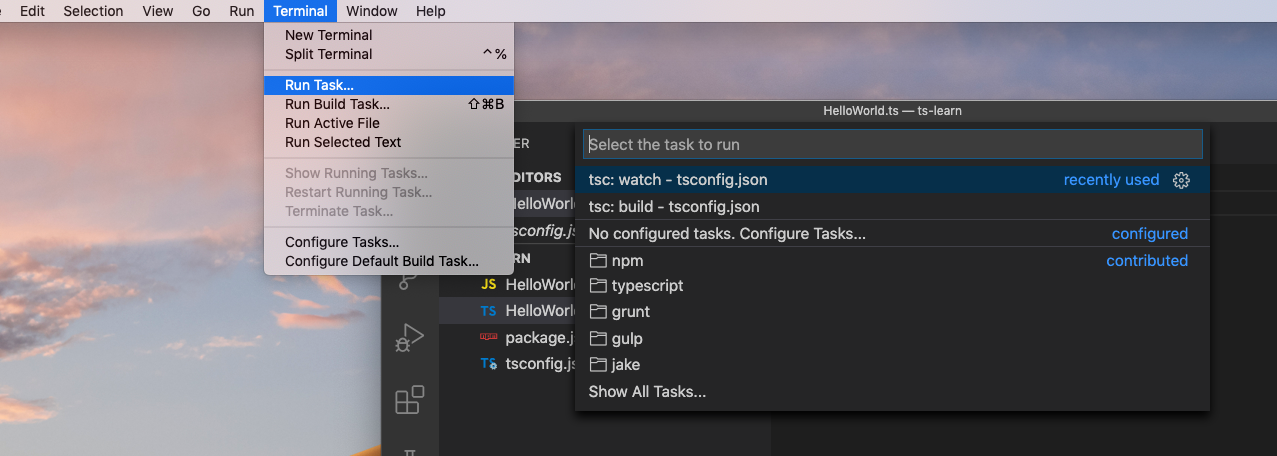 Edit Selection View Go Run Terminal Window Help
New Terminal
Split Terminal ⌃%
Run Task...
Run Build Task... ⇧⌘B
Run Active File
Run Selected Text
Show Running Tasks...
Restart Running Task...
Terminate Task...
Configure Tasks...
Configure Default Build Task...
HelloWorld.ts — ts-learn
ER
DITORS
HelloWorl
sconfig.js
RN
JS HelloWorl
TS HelloWorl
npm package.j
TS tsconfig.js
Select the task to run
tsc: watch - tsconfig.json recently used
tsc: build - tsconfig.json
No configured tasks. Configure Tasks... configured
npm contributed
typescript
grunt
gulp
jake
Show All Tasks...